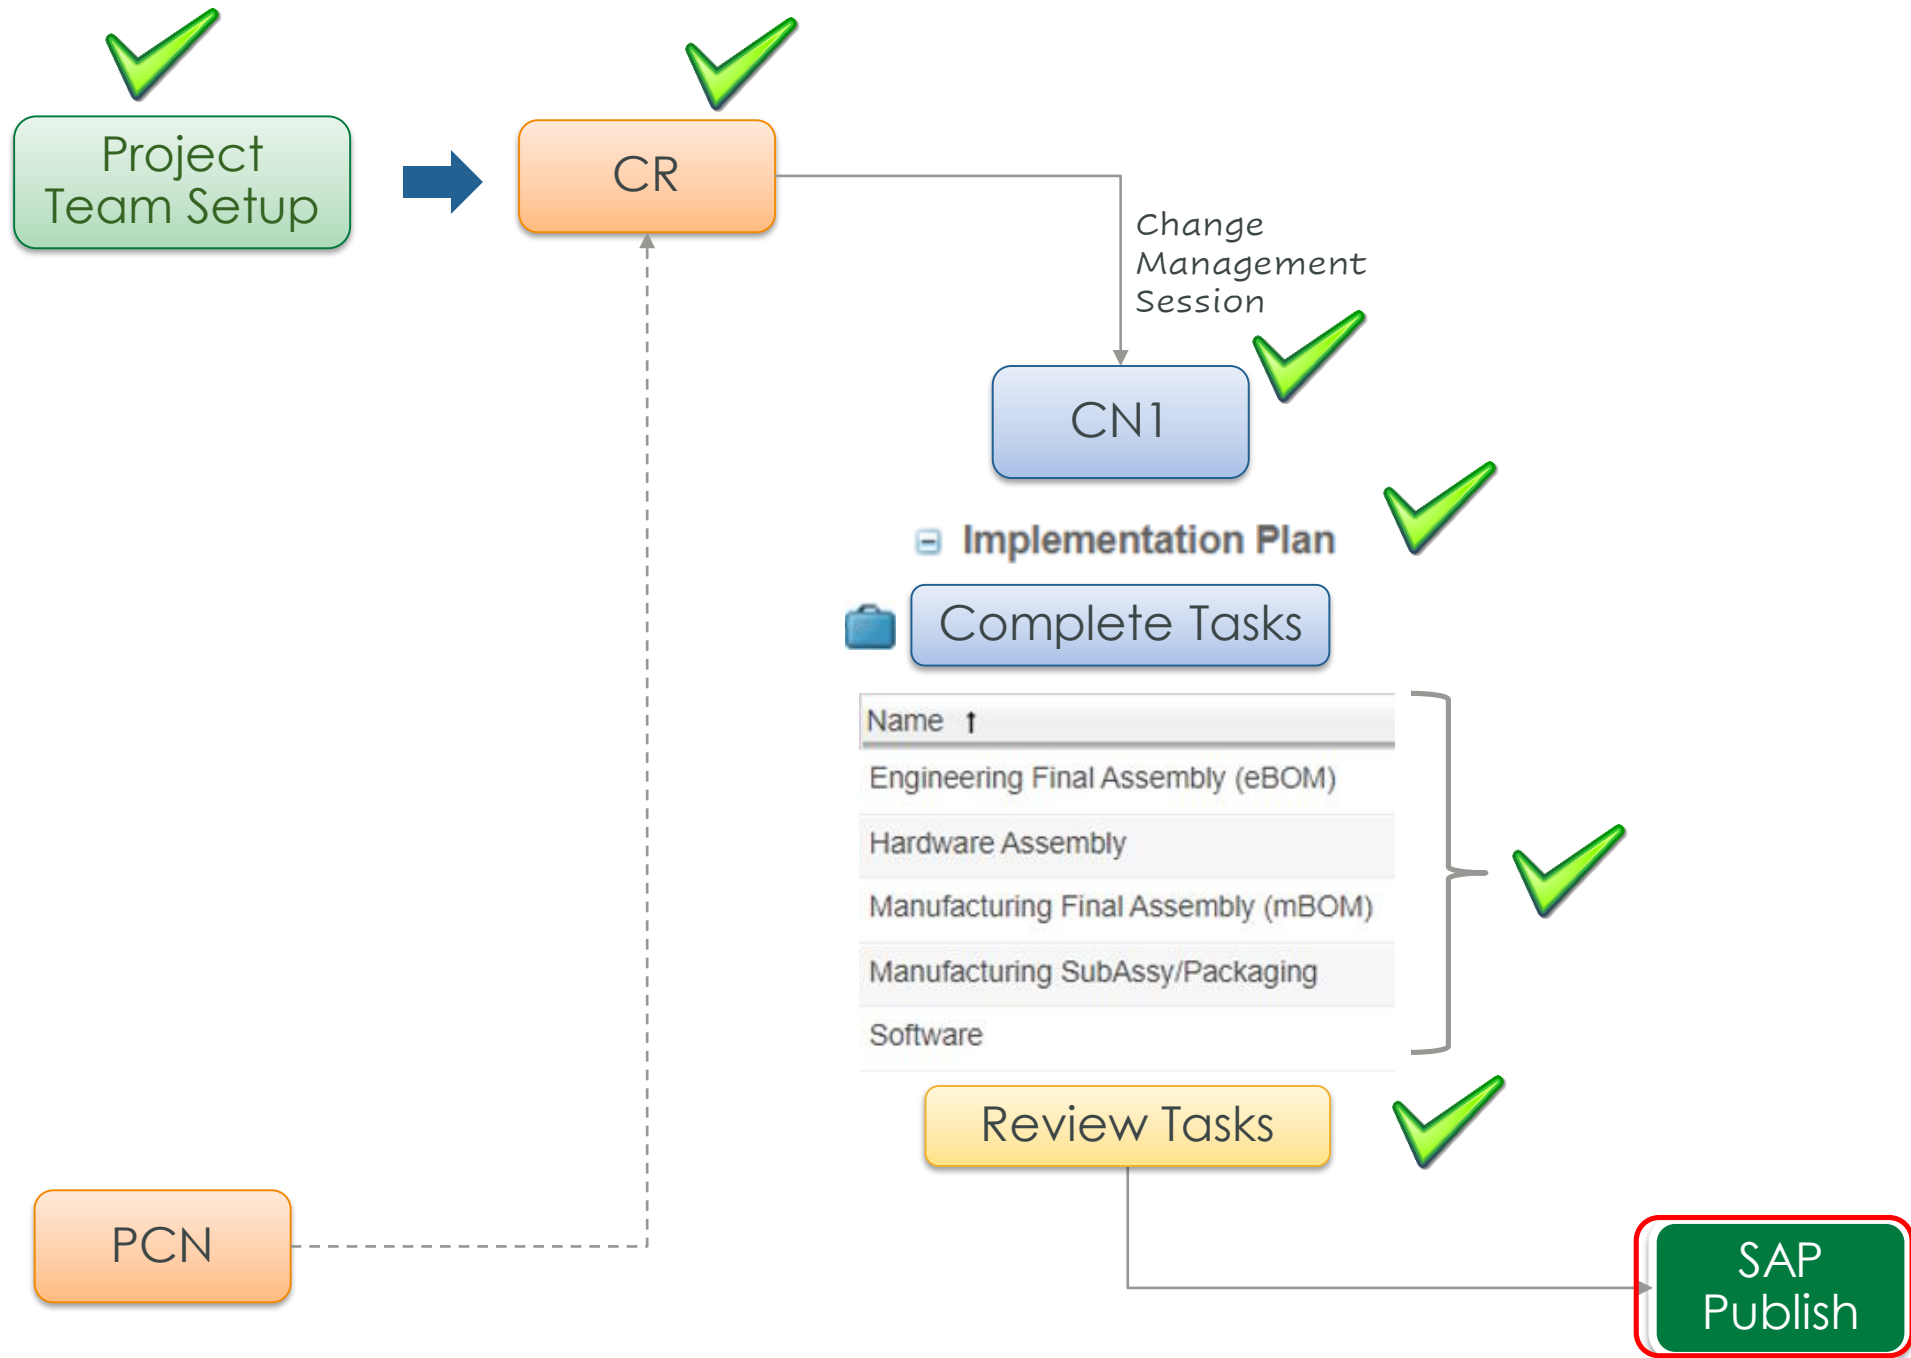 Project
Team Setup
CR
Change
Management
Session
CN1
Implementation Plan
Complete Tasks
Name
Engineering Final Assembly (eBOM)
Hardware Assembly
Manufacturing Final Assembly (mBOM)
Manufacturing SubAssy/Packaging
Software
Review Tasks
PCN
SAP
Publish